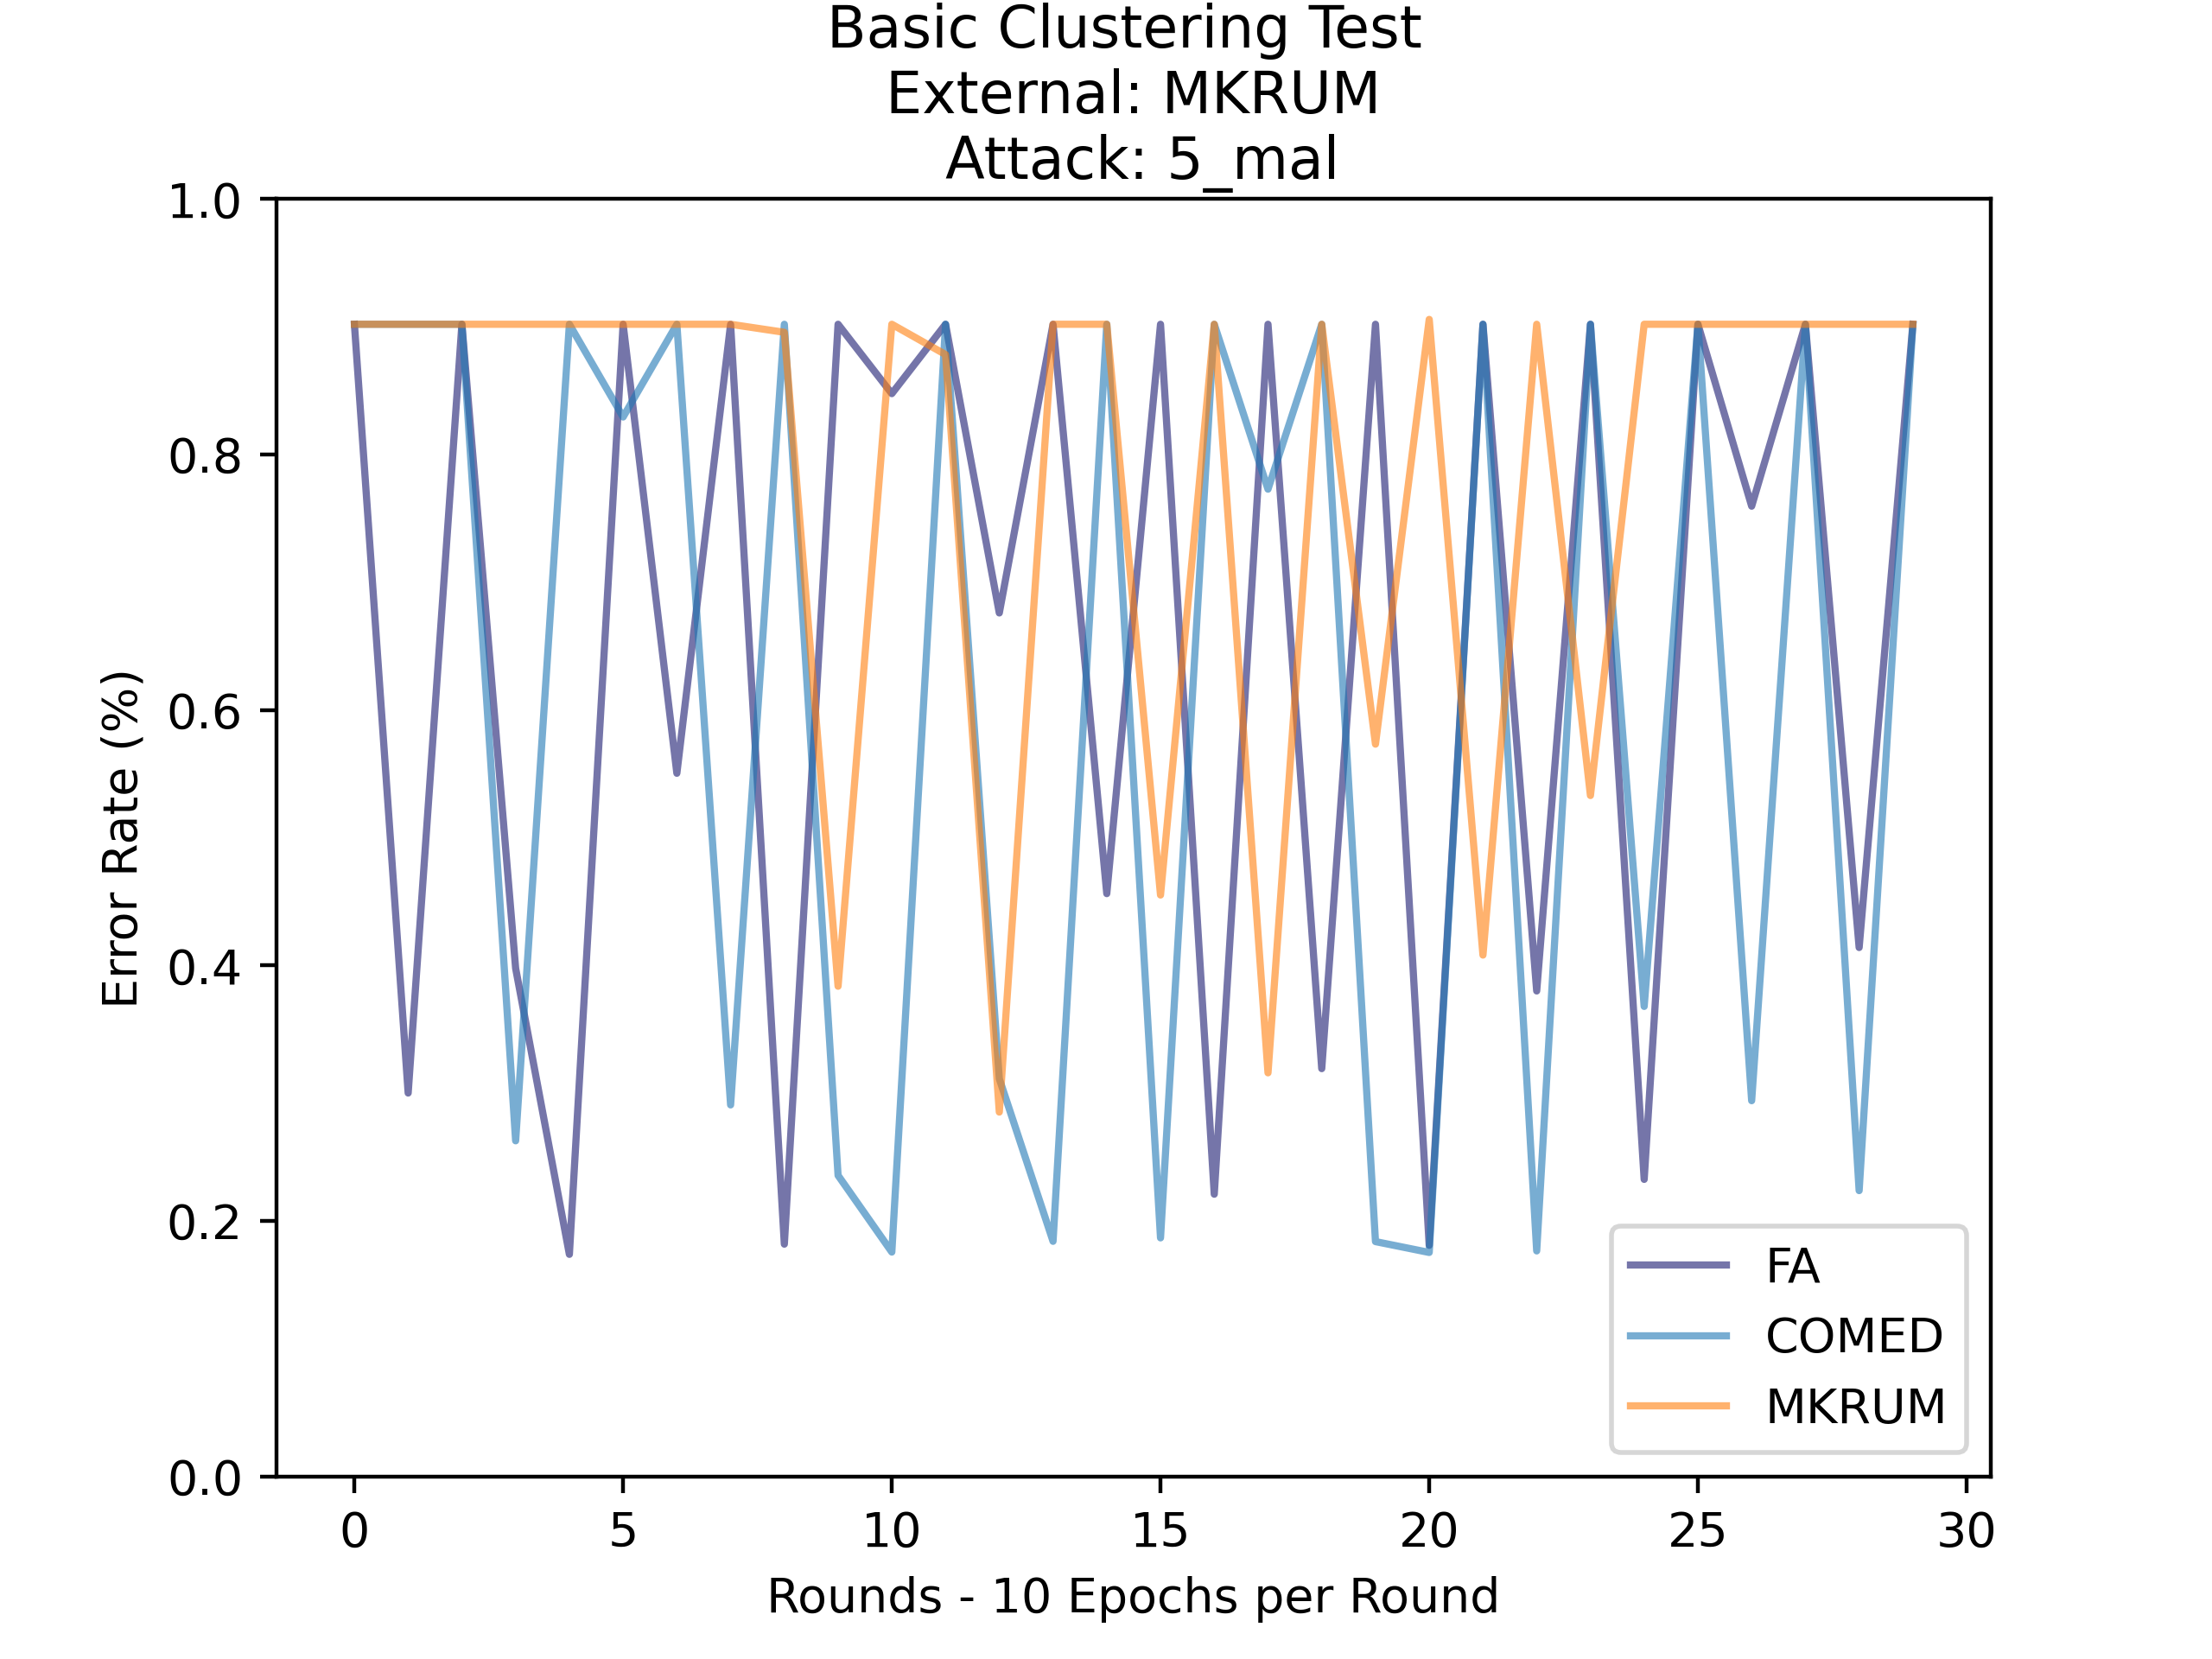 Basic Clustering Test
External: MKRUM
Attack: 5_mal
1.0
0.8
0.6
0.4
0.2
0.0
Error Rate (%)
0 5 10 15 20 25 30
Rounds - 10 Epochs per Round
FA
COMED
MKRUM